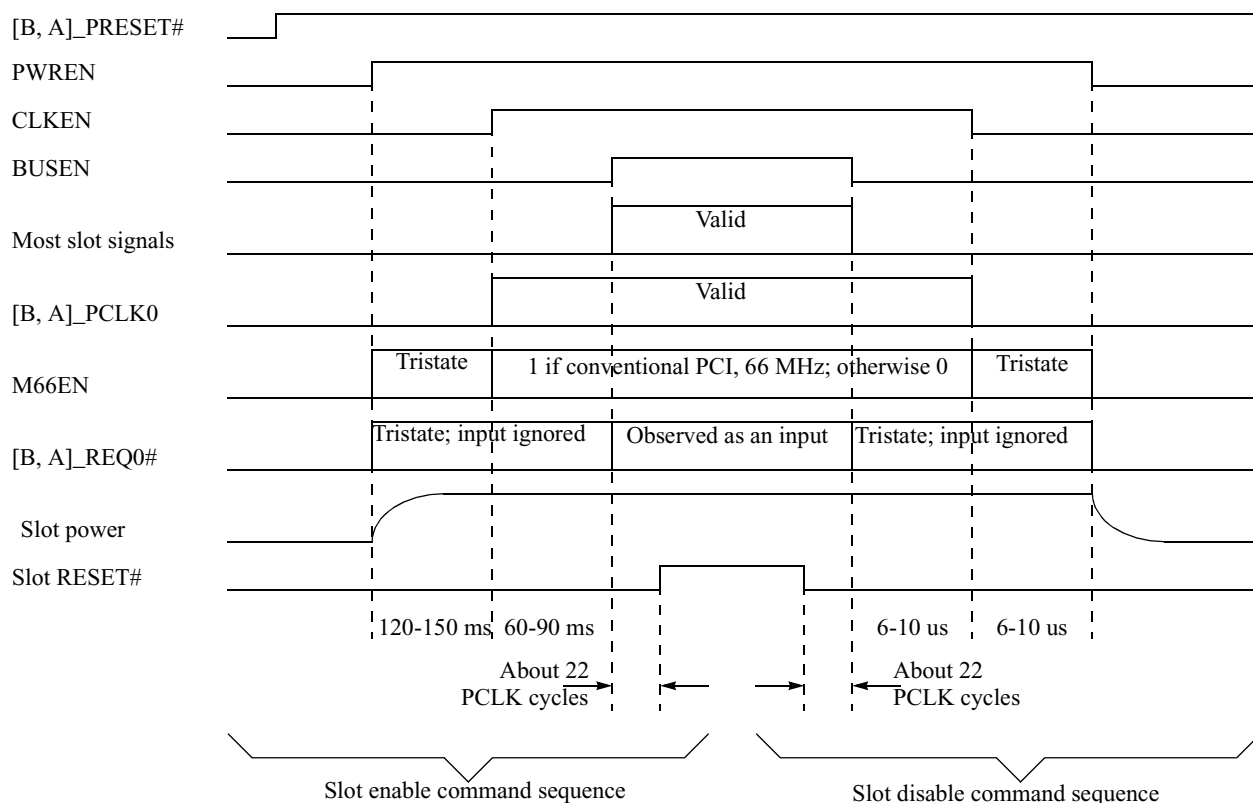 [B, A]_PRESET#
PWREN
CLKEN
BUSEN
Most slot signals
Valid
[B, A]_PCLK0
Valid
M66EN
Tristate
1 if conventional PCI, 66 MHz; otherwise 0
Tristate
[B, A]_REQ0#
Tristate; input ignored
Observed as an input
Tristate; input ignored
Slot power
Slot RESET#
120-150 ms
60-90 ms
6-10 us
6-10 us
About 22
PCLK cycles
About 22
PCLK cycles
Slot enable command sequence
Slot disable command sequence